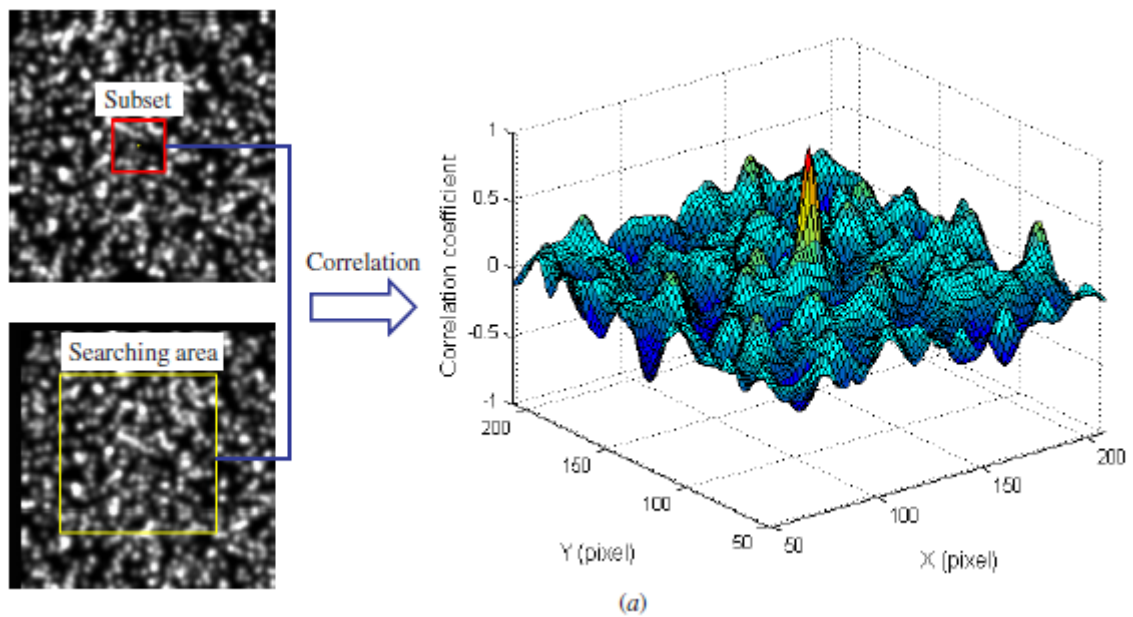 Subset
Searching area
Correlation
Correlation coefficient
1
0.5
0
-0.5
-1
200
150
100
50
Y (pixel)
50
100
150
200
X (pixel)
(a)